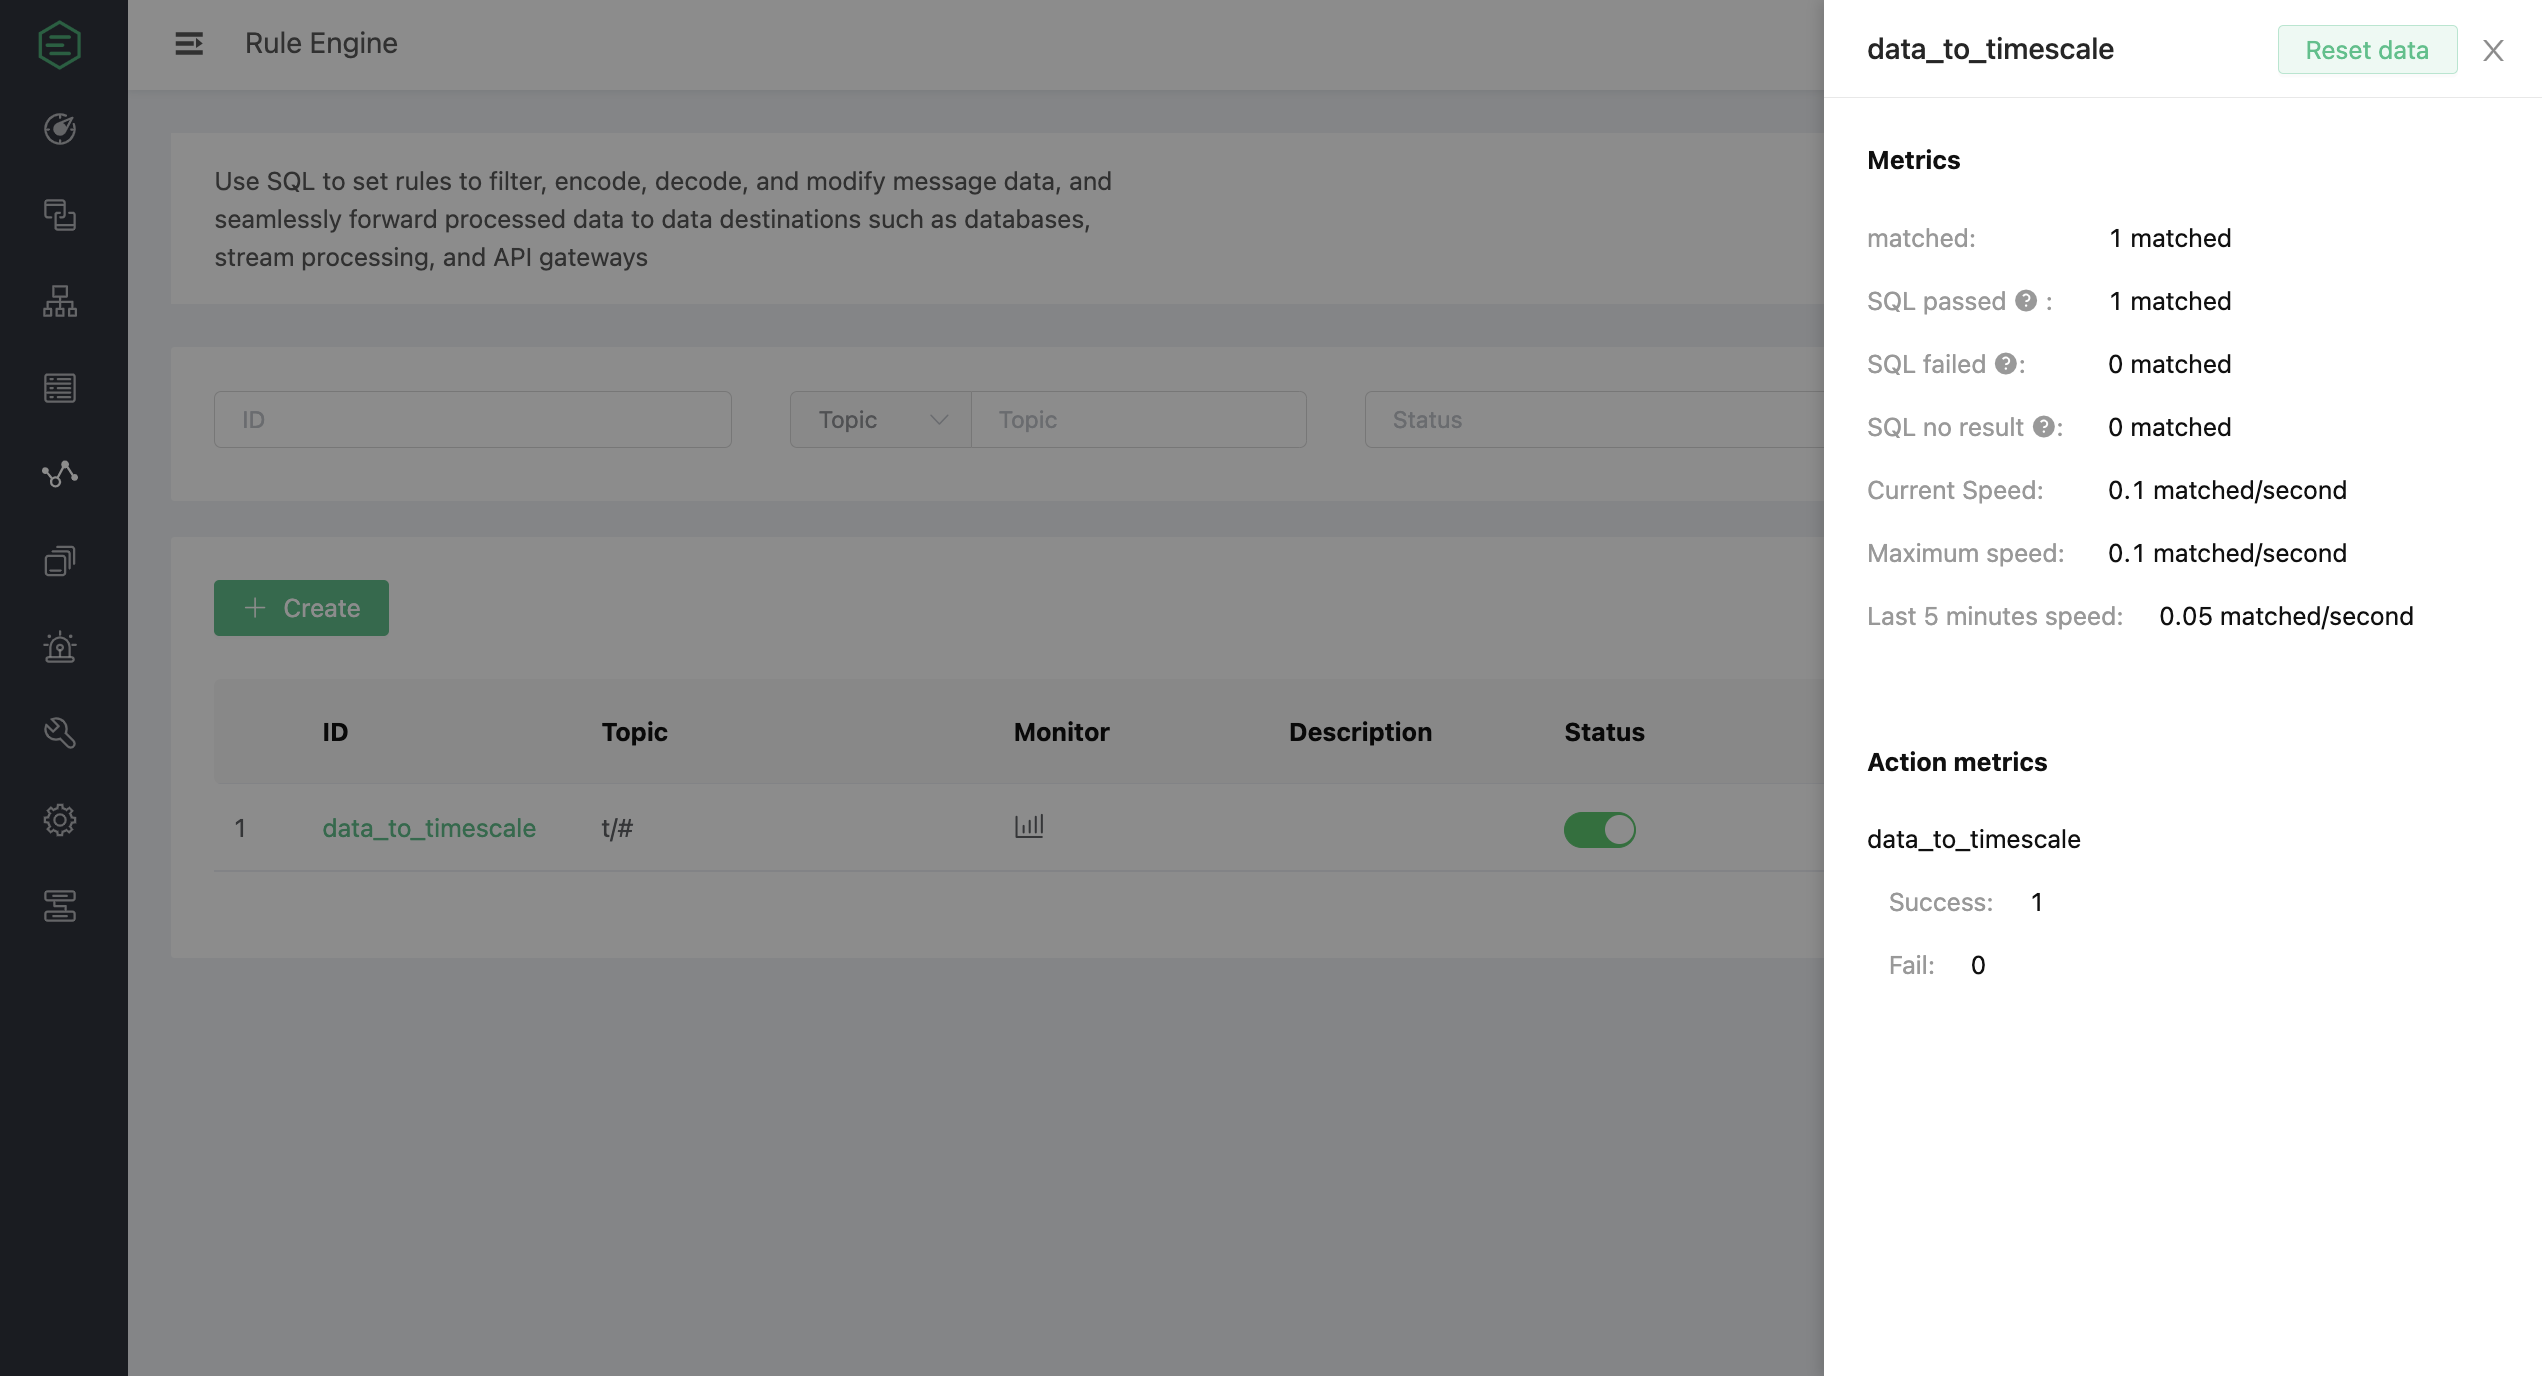 Rule Engine
Use SQL to set rules to filter, encode, decode, and modify message data, and
seamlessly forward processed data to data destinations such as databases,
stream processing, and API gateways
ID Topic Topic Status
Create
ID Topic Monitor Description Status
1 data_to_timescale t/#
data_to_timescale Reset data X
Metrics
matched: 1 matched
SQL passed ? : 1 matched
SQL failed ?: 0 matched
SQL no result ?: 0 matched
Current Speed: 0.1 matched/second
Maximum speed: 0.1 matched/second
Last 5 minutes speed: 0.05 matched/second
Action metrics
data_to_timescale
Success: 1
Fail: 0